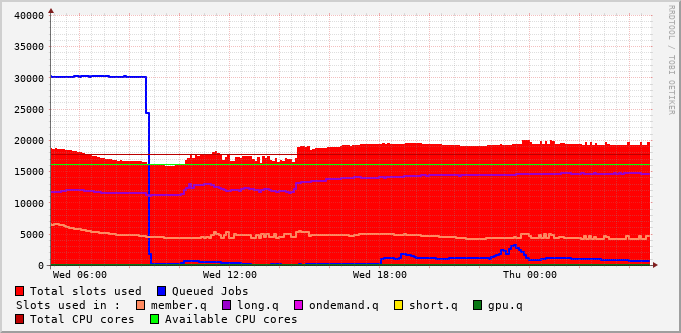 40000
35000
30000
25000
20000
15000
10000
5000
0
Wed 06:00 Wed 12:00 Wed 18:00 Thu 00:00
Total slots used Queued Jobs
Slots used in : member.q long.q ondemand.q short.q gpu.q
Total CPU cores Available CPU cores
RRDTOOL / TOBI OETIKER